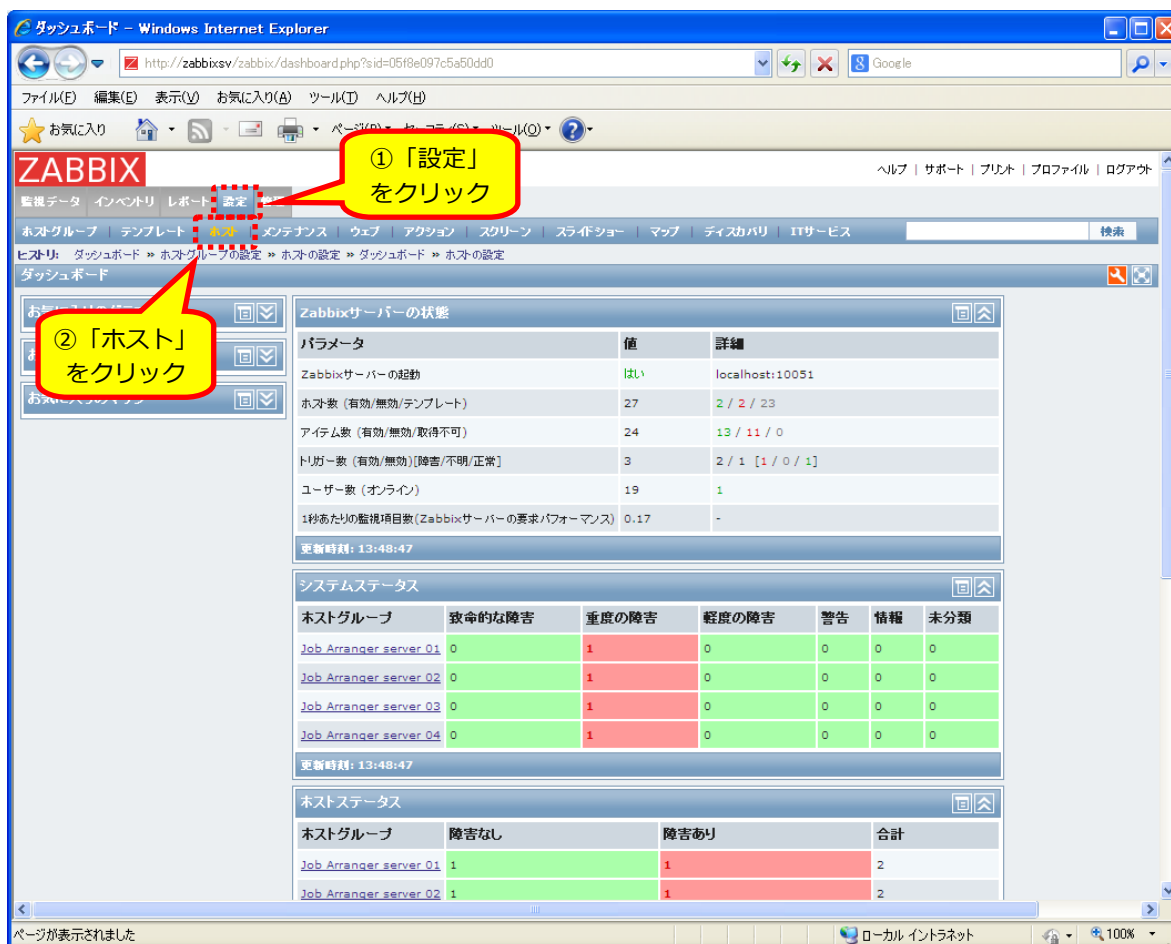 ダッシュボード - Windows Internet Explorer
http://zabbixsv/zabbix/dashboard.php?sid=05f8e097c5a50dd0
Google
ファイル(F) 編集(E) 表示(V) お気に入り(A) ツール(T) ヘルプ(H)
お気に入り
ページ(P) セーフティ(S) ツール(O)
①「設定」
をクリック
ZABBIX
ヘルプ | サポート | プリント | プロファイル | ログアウト
監視データ インベントリ レポート 設定
ホストグループ | テンプレート | ホスト | メンテナンス | ウェブ | アクション | スクリーン | スライドショー | マップ | ディスカバリ | ITサービス 検索
ヒストリ: ダッシュボード » ホストグループの設定 » ホストの設定 » ダッシュボード » ホストの設定
ダッシュボード
②「ホスト」
をクリック
Zabbixサーバーの状態
パラメータ 値 詳細
Zabbixサーバーの起動 はい localhost:10051
ホスト数 (有効/無効/テンプレート) 27 2 / 2 / 23
アイテム数 (有効/無効/取得不可) 24 13 / 11 / 0
トリガー数 (有効/無効)[障害/不明/正常] 3 2 / 1 [1 / 0 / 1]
ユーザー数 (オンライン) 19 1
1秒あたりの監視項目数(Zabbixサーバーの要求パフォーマンス) 0.17 -
更新時刻: 13:48:47
システムステータス
ホストグループ 致命的な障害 重度の障害 軽度の障害 警告 情報 未分類
Job Arranger server 01 0 1 0 0 0 0
Job Arranger server 02 0 1 0 0 0 0
Job Arranger server 03 0 1 0 0 0 0
Job Arranger server 04 0 1 0 0 0 0
更新時刻: 13:48:47
ホストステータス
ホストグループ 障害なし 障害あり 合計
Job Arranger server 01 1 1 2
Job Arranger server 02 1 1 2
ページが表示されました
ローカル イントラネット
100%